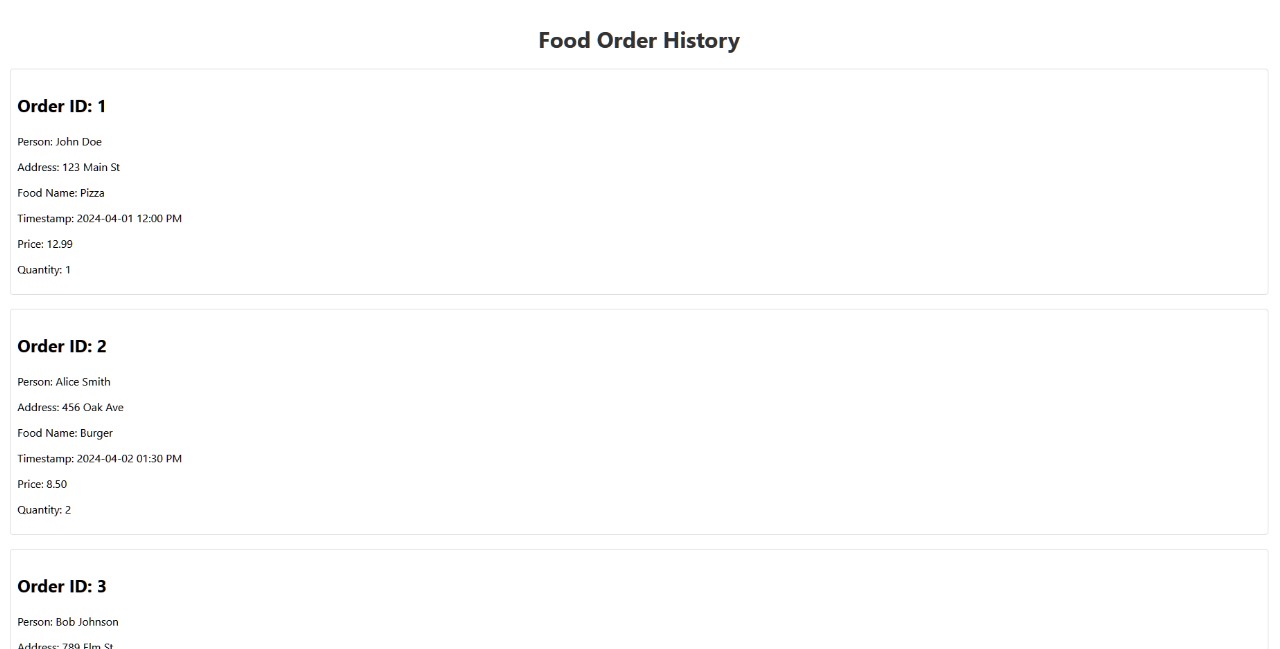 Food Order History
Order ID: 1
Person: John Doe
Address: 123 Main St
Food Name: Pizza
Timestamp: 2024-04-01 12:00 PM
Price: 12.99
Quantity: 1
Order ID: 2
Person: Alice Smith
Address: 456 Oak Ave
Food Name: Burger
Timestamp: 2024-04-02 01:30 PM
Price: 8.50
Quantity: 2
Order ID: 3
Person: Bob Johnson
Address: 789 Elm St